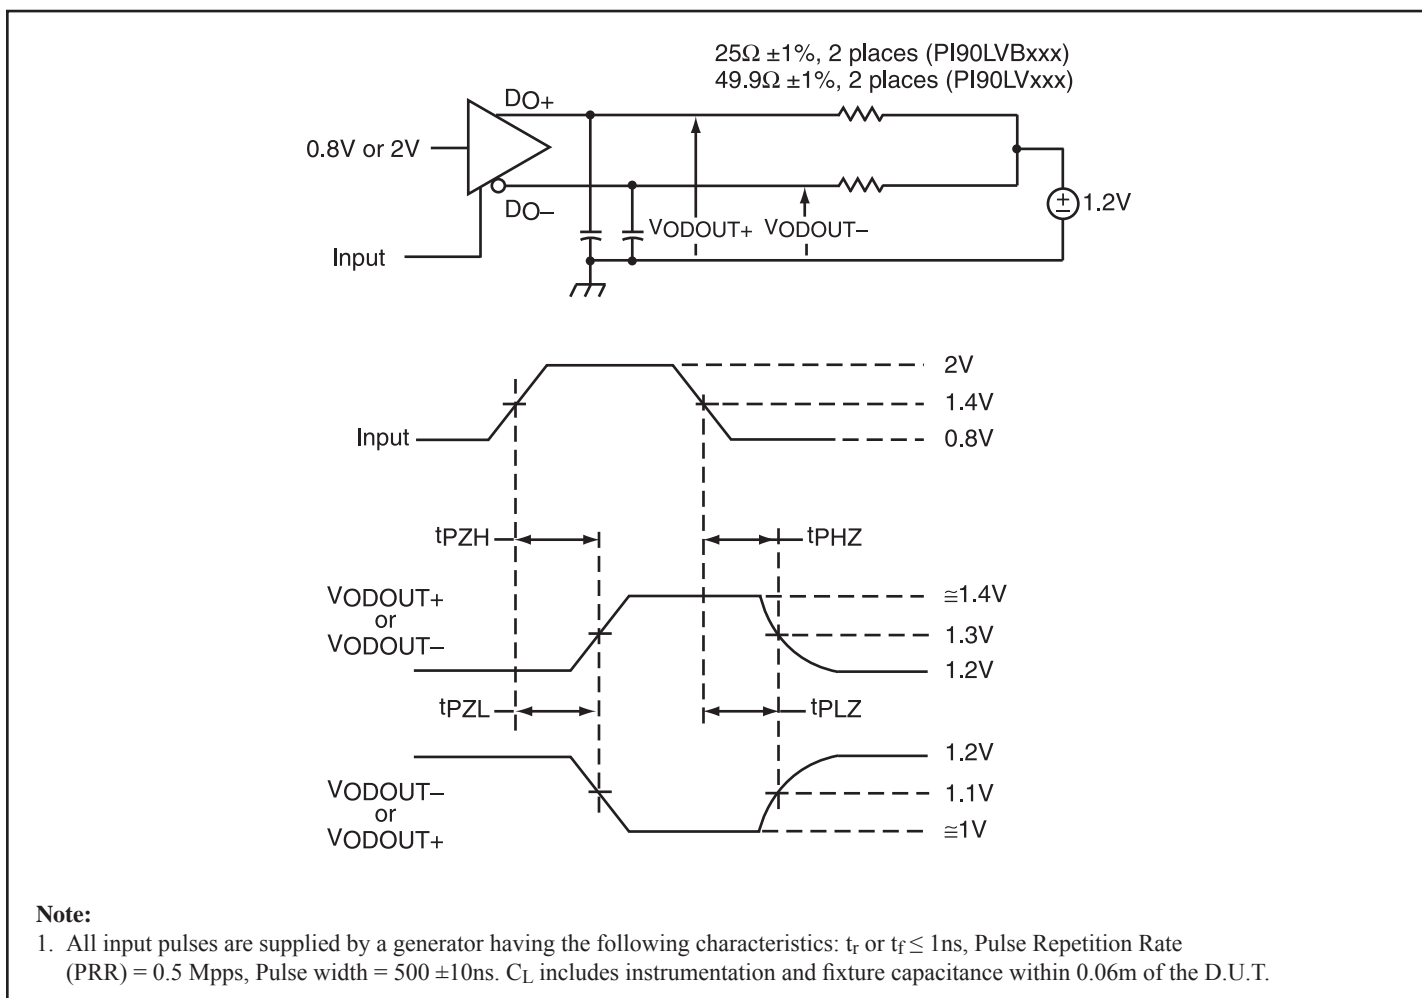 25Ω ±1%, 2 places (PI90LVBxxx)
49.9Ω ±1%, 2 places (PI90LVxxx)
DO+
0.8V or 2V
DO–
VODOUT+ VODOUT–
1.2V
Input
2V
1.4V
Input
0.8V
tPZH
tPHZ
VODOUT+
or
VODOUT–
≅1.4V
1.3V
1.2V
tPZL
tPLZ
1.2V
VODOUT–
or
VODOUT+
1.1V
≅1V
Note:
1. All input pulses are supplied by a generator having the following characteristics: tr or tf ≤ 1ns, Pulse Repetition Rate
(PRR) = 0.5 Mpps, Pulse width = 500 ±10ns. CL includes instrumentation and fixture capacitance within 0.06m of the D.U.T.